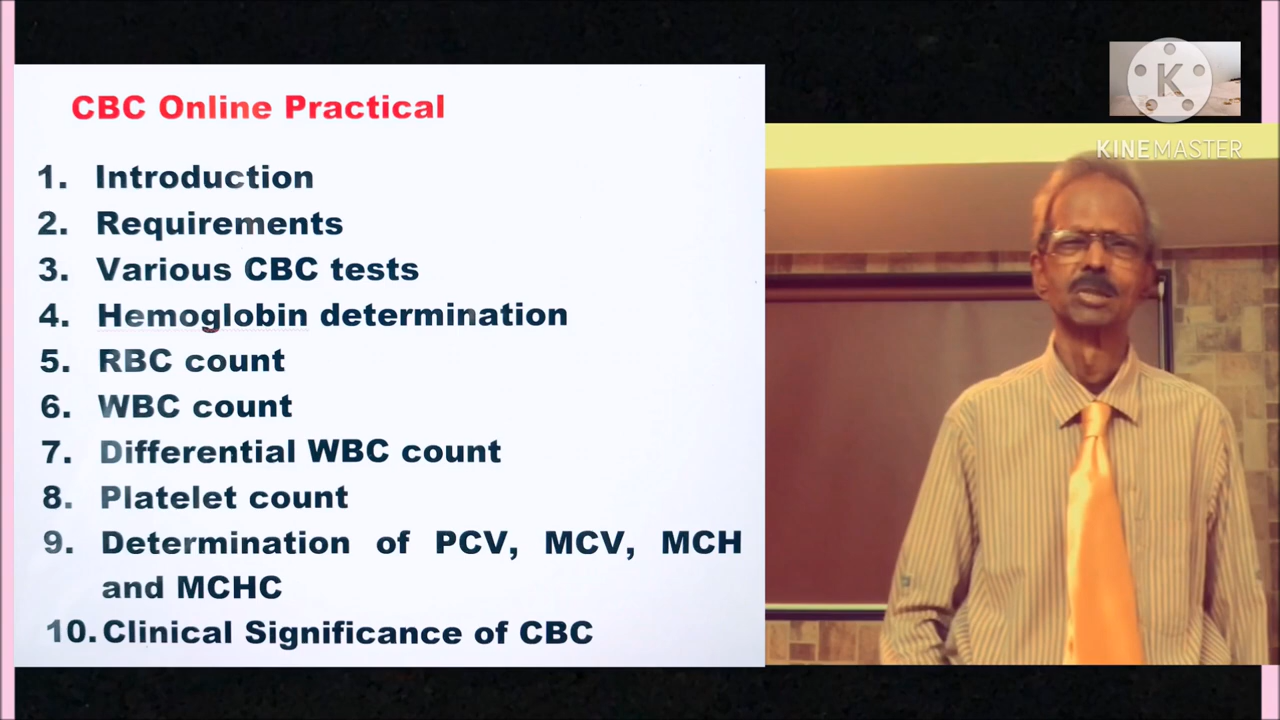 CBC Online Practical
1. Introduction
2. Requirements
3. Various CBC tests
4. Hemoglobin determination
5. RBC count
6. WBC count
7. Differential WBC count
8. Platelet count
9. Determination of PCV, MCV, MCH
and MCHC
10. Clinical Significance of CBC
K
KINEMASTER